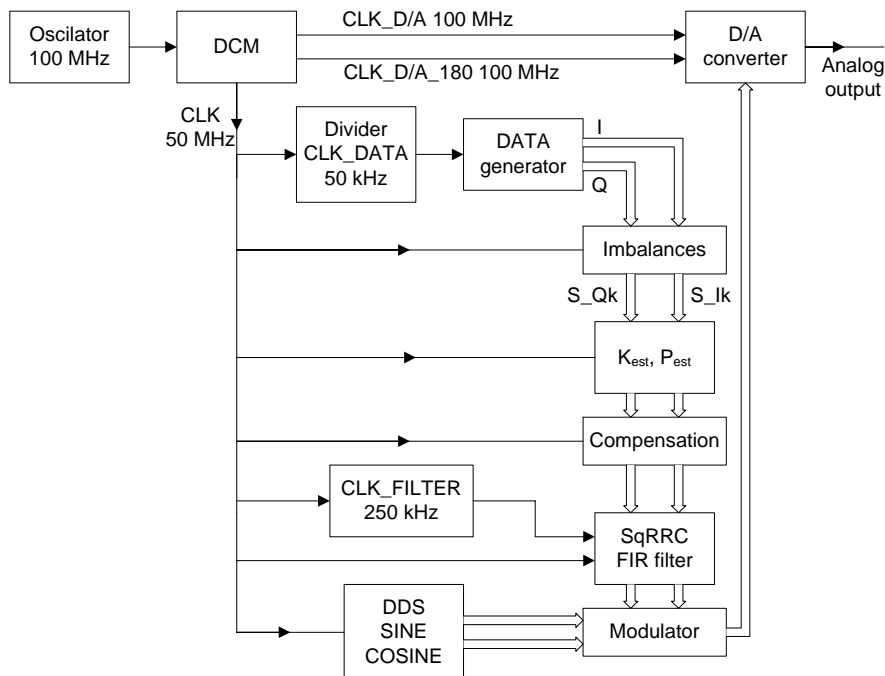 Oscilator
100 MHz
DCM
CLK_D/A 100 MHz
CLK_D/A_180 100 MHz
D/A
converter
Analog
output
CLK
50 MHz
Divider
CLK_DATA
50 kHz
DATA
generator
I
Q
Imbalances
S_Qk
S_Ik
Kest, Pest
Compensation
CLK_FILTER
250 kHz
SqRRC
FIR filter
DDS
SINE
COSINE
Modulator